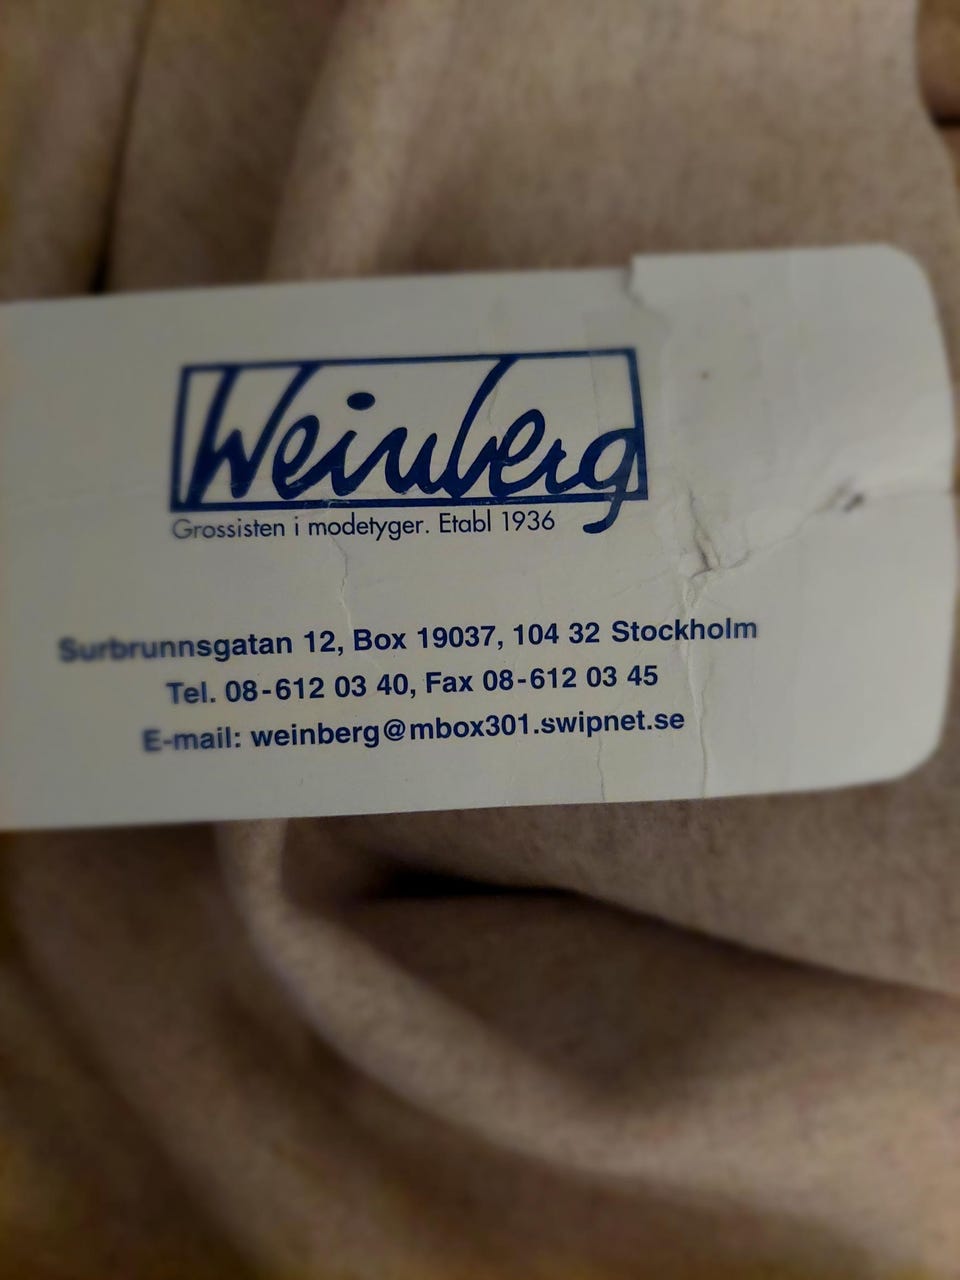 Weinberg
Grossisten i modetyger. Etabl 1936
Surbrunnsgatan 12, Box 19037, 104 32 Stockholm
Tel. 08-612 03 40, Fax 08-612 03 45
E-mail: weinberg@mbox301.swipnet.se